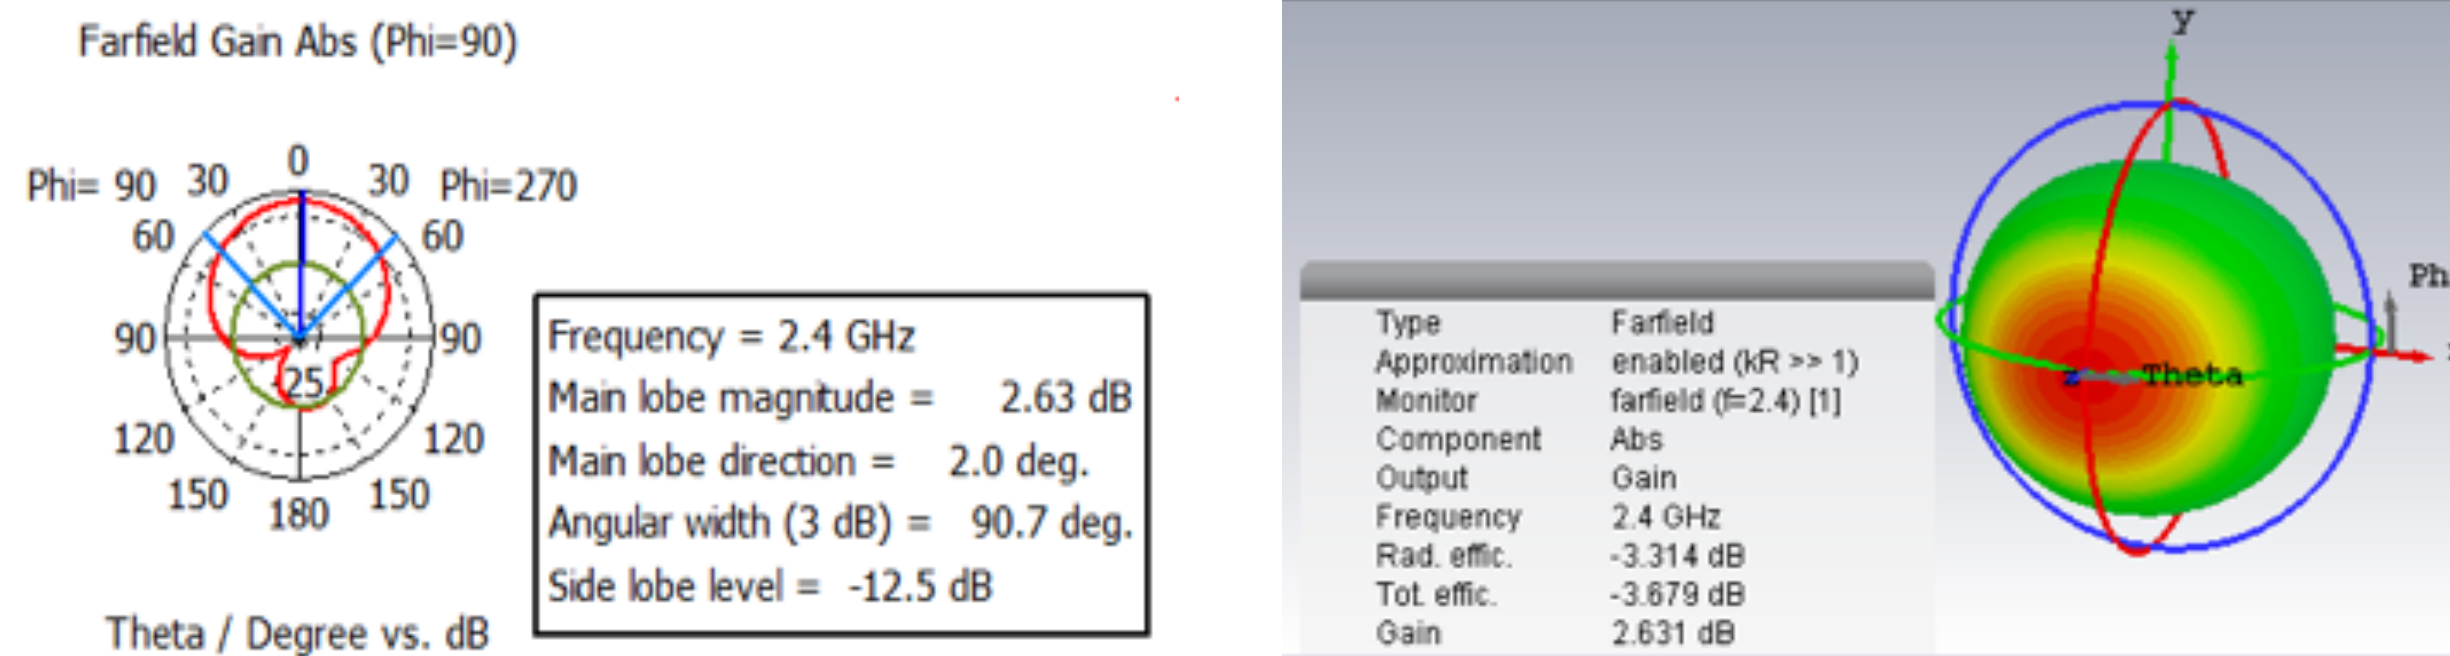 Farfield Gain Abs (Phi=90)
0
Phi= 90 30 30 Phi=270
60 60
90 90
-25
120 120
150 150
180
Theta / Degree vs. dB
Frequency = 2.4 GHz
Main lobe magnitude = 2.63 dB
Main lobe direction = 2.0 deg.
Angular width (3 dB) = 90.7 deg.
Side lobe level = -12.5 dB
y
Ph
z Theta
Type Farfield
Approximation enabled (kR >> 1)
Monitor farfield (f=2.4) [1]
Component Abs
Output Gain
Frequency 2.4 GHz
Rad. effic. -3.314 dB
Tot. effic. -3.679 dB
Gain 2.631 dB